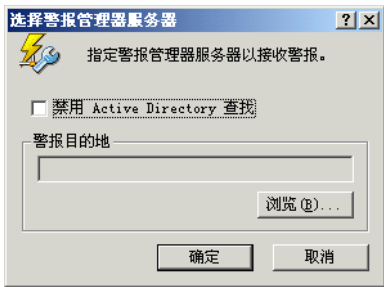 选择警报管理器服务器
指定警报管理器服务器以接收警报。
禁用 Active Directory 查找
警报目的地
浏览(B)...
确定 取消